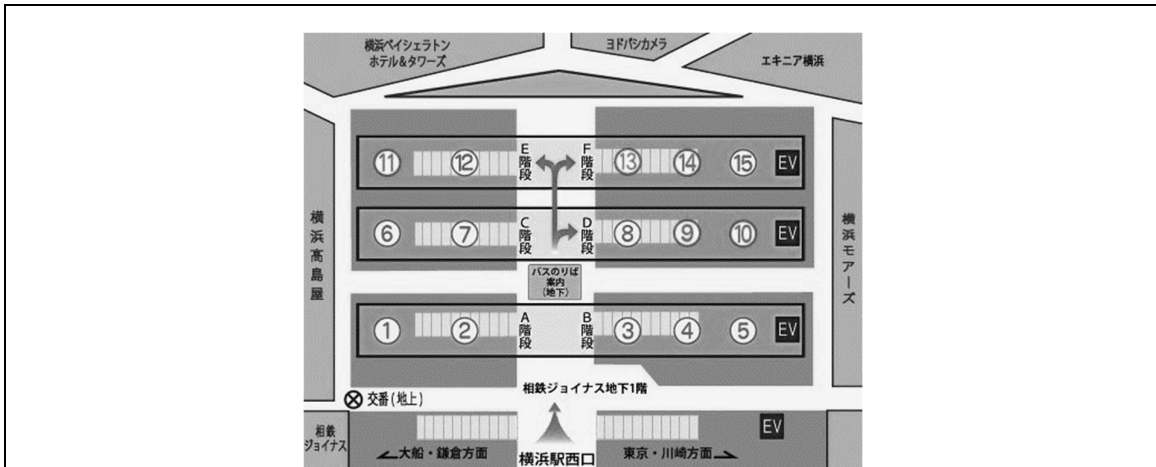 横浜ベイシェラトン
ホテル&タワーズ
ヨドバシカメラ
エキニア横浜
⑪
⑫
E階段
F階段
⑬
⑭
⑮
EV
横浜高島屋
⑥
⑦
C階段
D階段
⑧
⑨
⑩
EV
横浜モアーズ
バスのりば
案内
(地下)
①
②
A階段
B階段
③
④
⑤
EV
相鉄ジョイナス地下1階
交番(地上)
相鉄
ジョイナス
大船・鎌倉方面
横浜駅西口
東京・川崎方面
EV